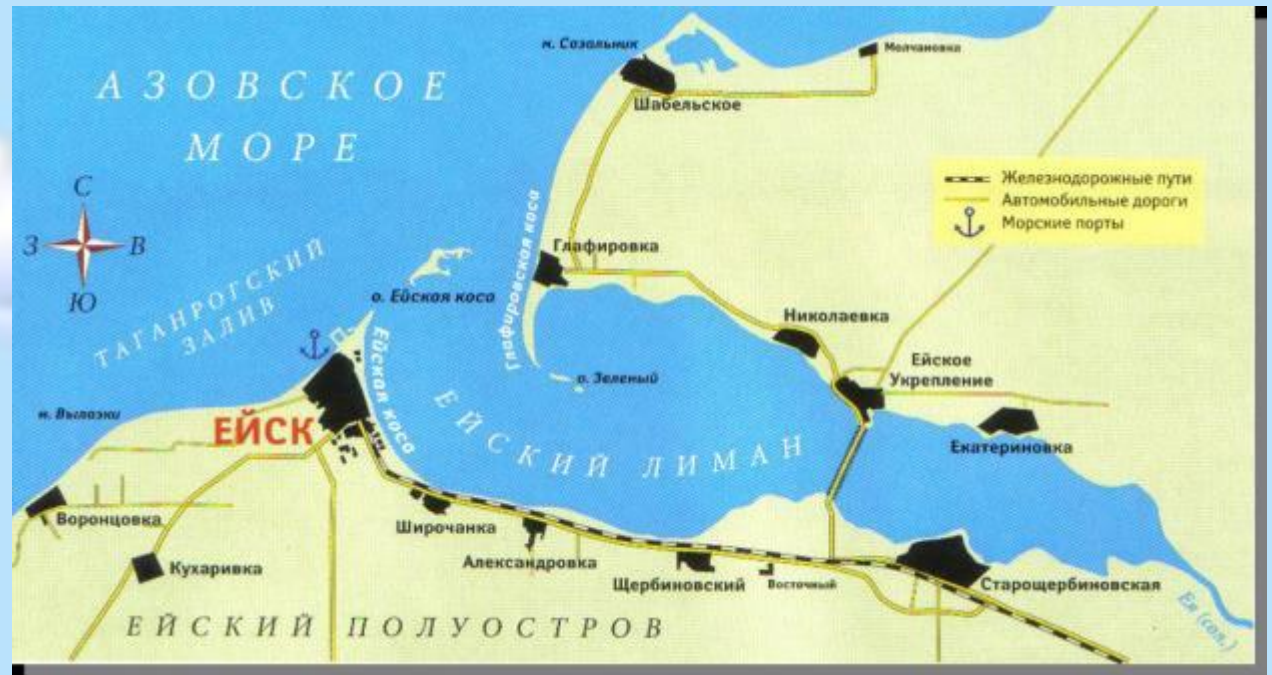 АЗОВСКОЕ
МОРЕ
м. Сазальник
Молчановка
Шабельское
Железнодорожные пути
Автомобильные дороги
Морские порты
С
З
В
Ю
ТАГАНРОГСКИЙ
ЗАЛИВ
Глафировская коса
Глафировка
о. Ейская коса
Ейская коса
Николаевка
Ейское
Укрепление
о. Зеленый
м. Вылазки
ЕЙСК
ЕЙСКИЙ ЛИМАН
Екатериновка
Воронцовка
Широчанка
Кухаривка
Александровка
Щербиновский
Восточный
Старощербиновская
Ея (сол.)
ЕЙСКИЙ ПОЛУОСТРОВ